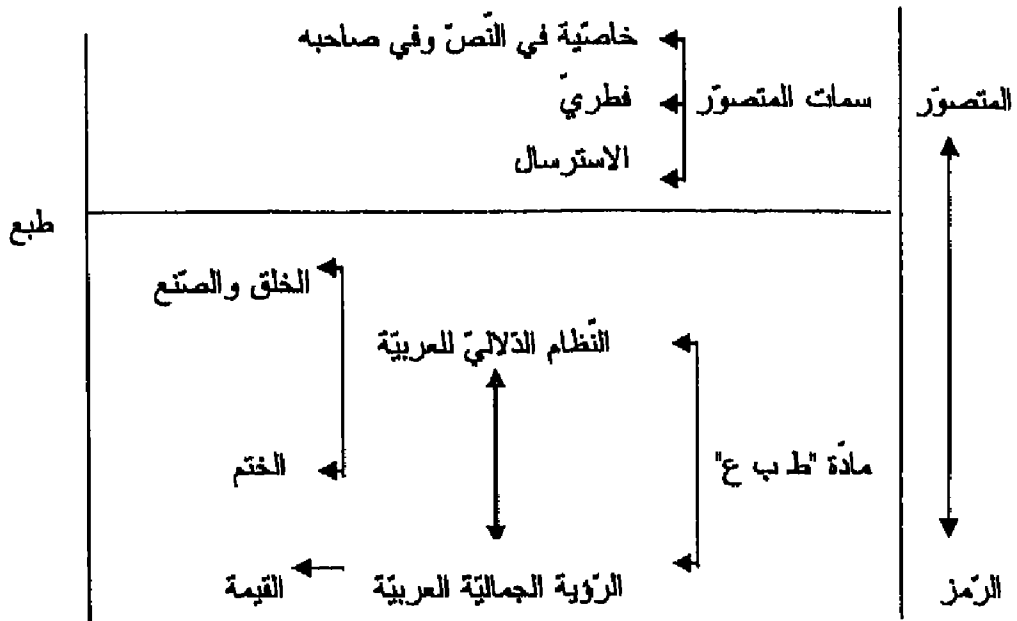 خاصّية في النّصّ وفي صاحبه
المتصوّر
سمات المتصوّر
فطريّ
الاسترسال
طبع
الخلق والصّنع
النّظام الدّلاليّ للعربيّة
مادّة "ط ب ع"
الختم
الرّمز
الرّؤية الجماليّة العربيّة
القيمة